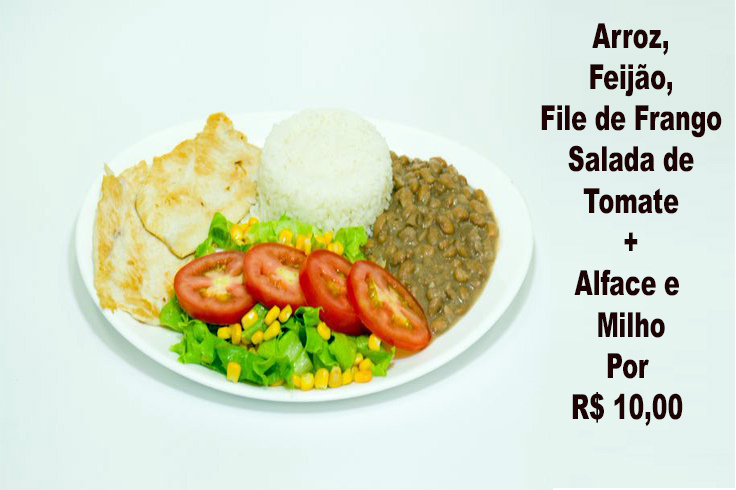 Arroz,
Feijão,
File de Frango
Salada de
Tomate
+
Alface e
Milho
Por
R$ 10,00